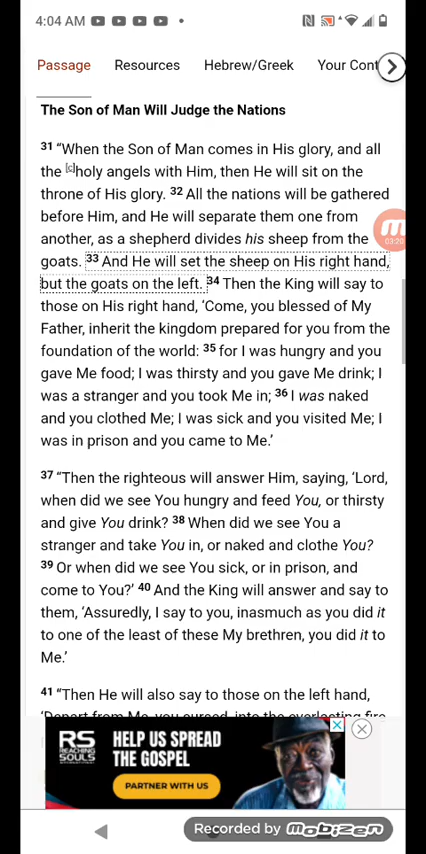 4:04 AM
Passage Resources Hebrew/Greek Your Cont
The Son of Man Will Judge the Nations
31 “When the Son of Man comes in His glory, and all
the [c]holy angels with Him, then He will sit on the
throne of His glory. 32 All the nations will be gathered
before Him, and He will separate them one from
another, as a shepherd divides his sheep from the
goats. 33 And He will set the sheep on His right hand,
but the goats on the left. 34 Then the King will say to
those on His right hand, ‘Come, you blessed of My
Father, inherit the kingdom prepared for you from the
foundation of the world: 35 for I was hungry and you
gave Me food; I was thirsty and you gave Me drink; I
was a stranger and you took Me in; 36 I was naked
and you clothed Me; I was sick and you visited Me; I
was in prison and you came to Me.’
37 “Then the righteous will answer Him, saying, ‘Lord,
when did we see You hungry and feed You, or thirsty
and give You drink? 38 When did we see You a
stranger and take You in, or naked and clothe You?
39 Or when did we see You sick, or in prison, and
come to You?’ 40 And the King will answer and say to
them, ‘Assuredly, I say to you, inasmuch as you did it
to one of the least of these My brethren, you did it to
Me.’
41 “Then He will also say to those on the left hand,
‘Depart from Me, you cursed, into the everlasting fire
03:20
RS
REACHING
SOULS
HELP US SPREAD
THE GOSPEL
PARTNER WITH US
Recorded by mobizen